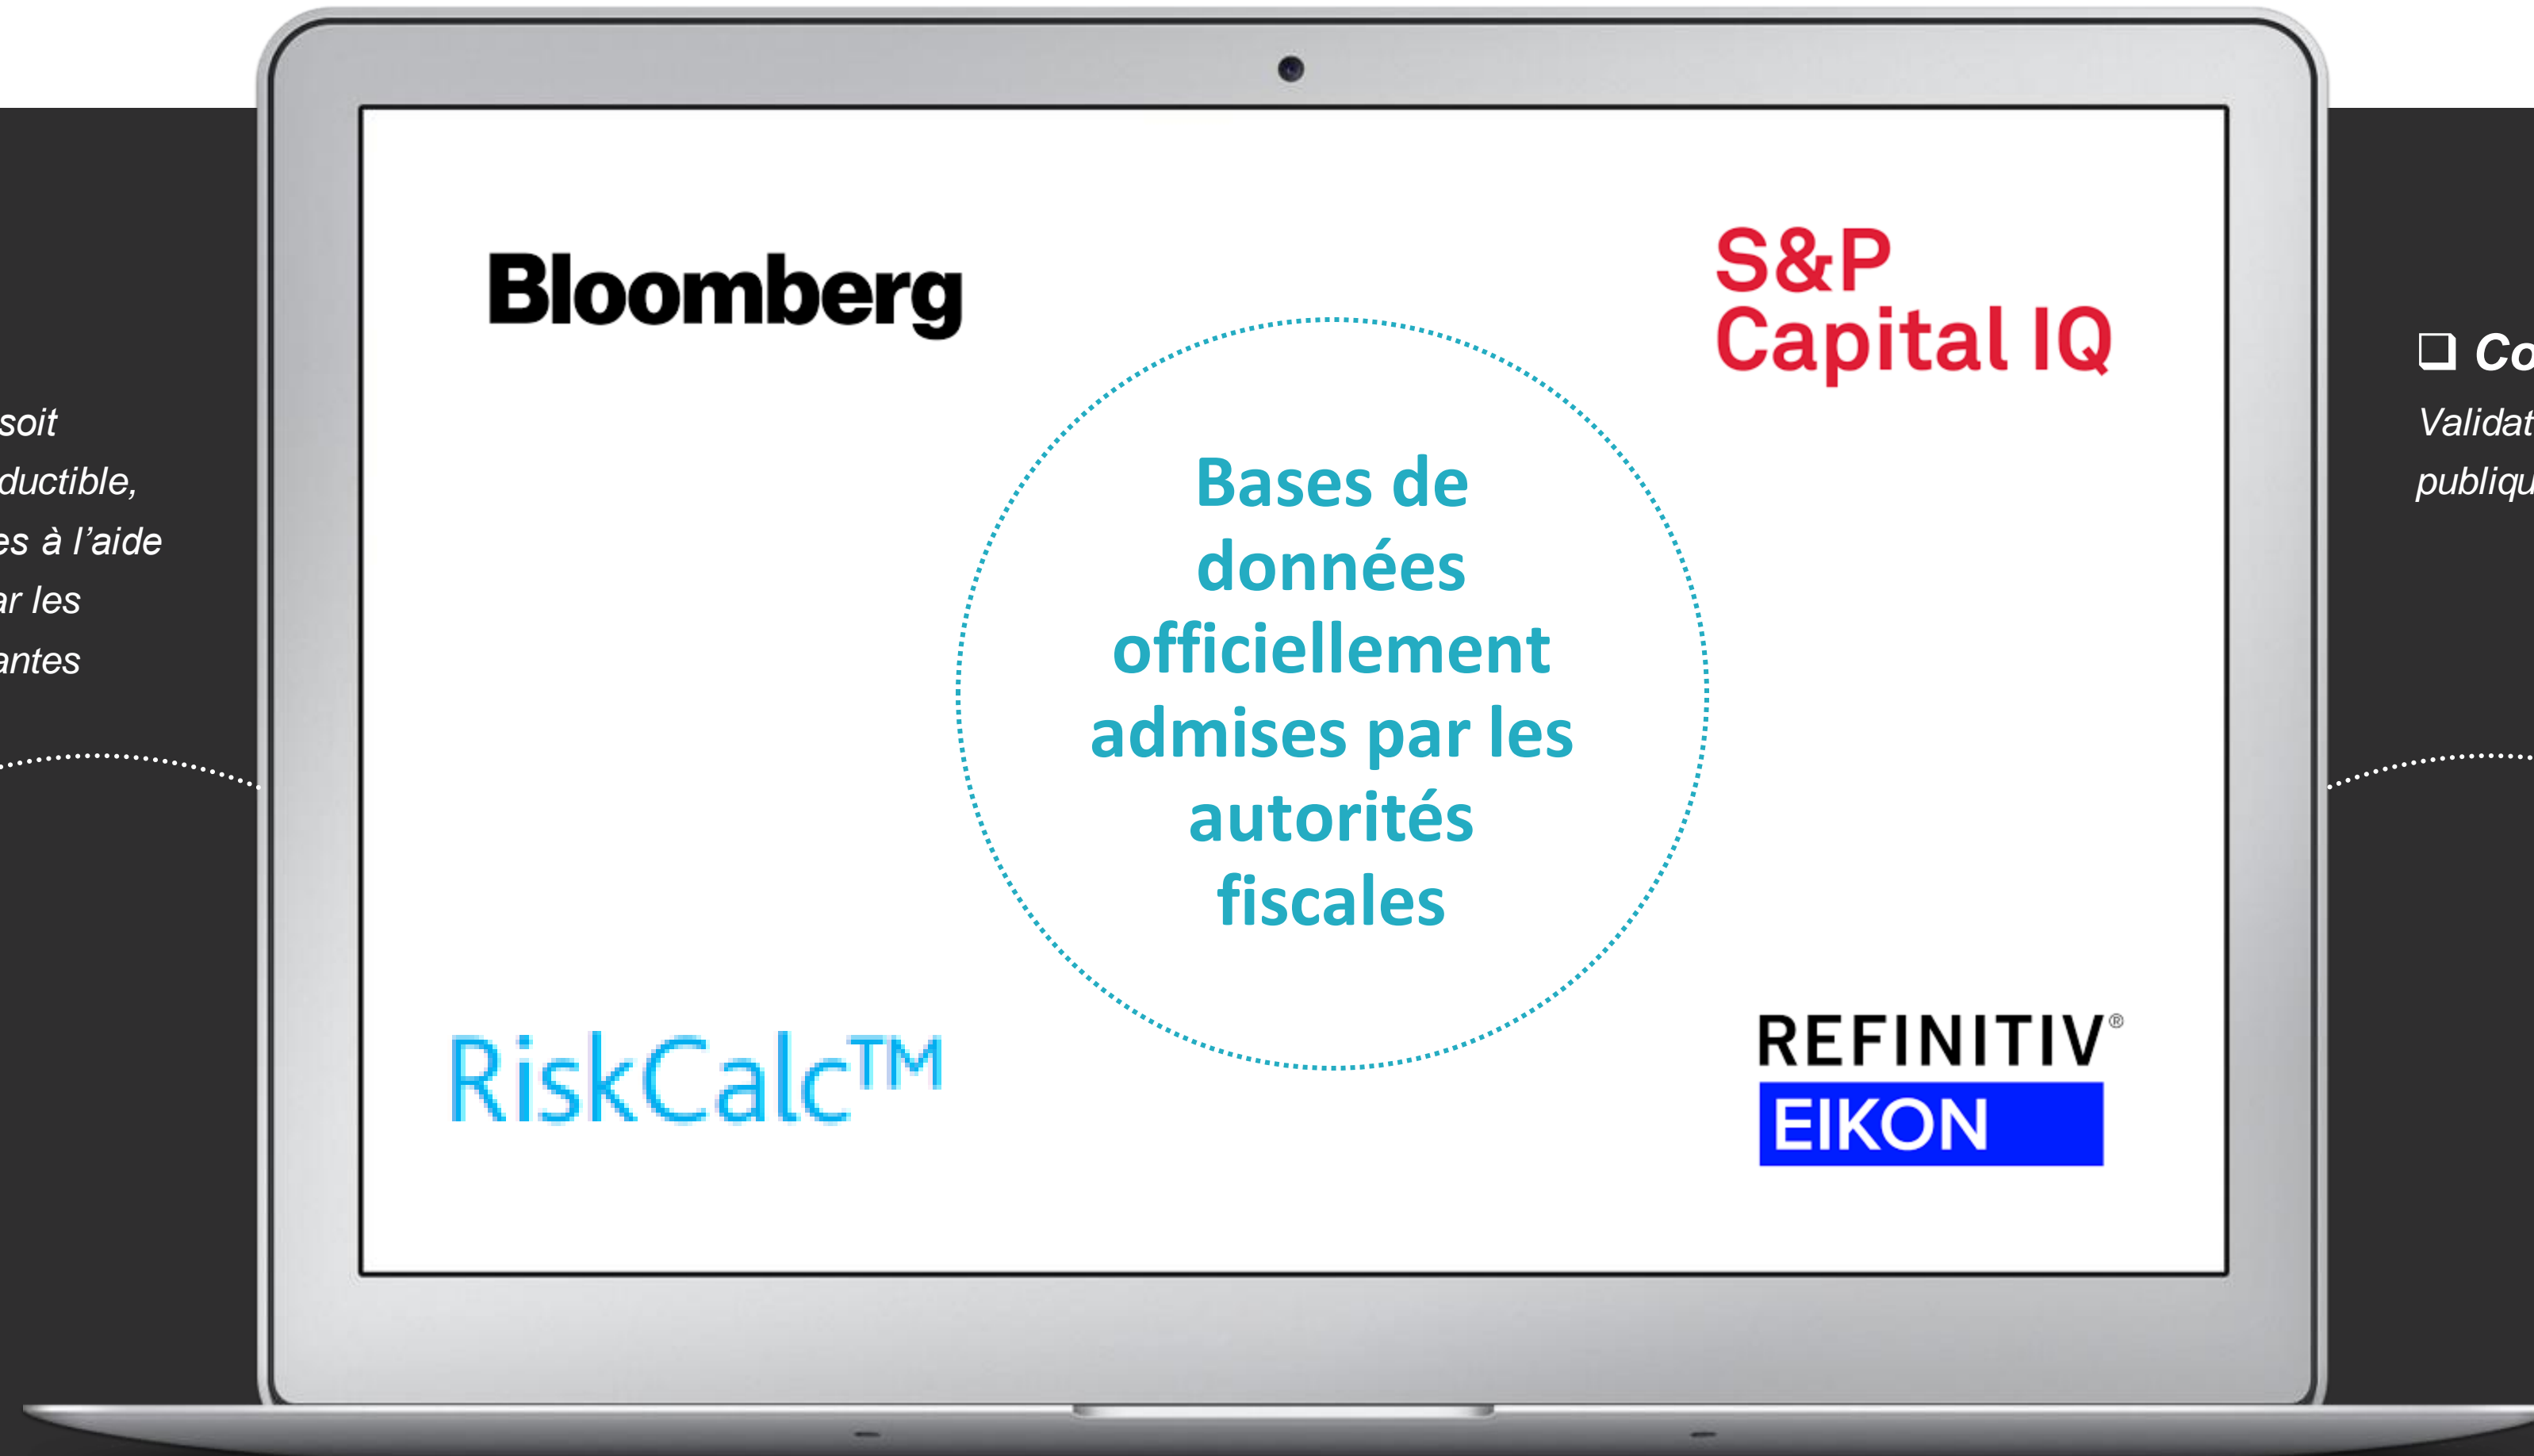 soit
ductible,
es à l'aide
ar les
antes
Bloomberg
S&P
Capital IQ
Bases de
données
officiellement
admises par les
autorités
fiscales
RiskCalc™
REFINITIV®
EIKON
❑ Co
Validat
publiqu